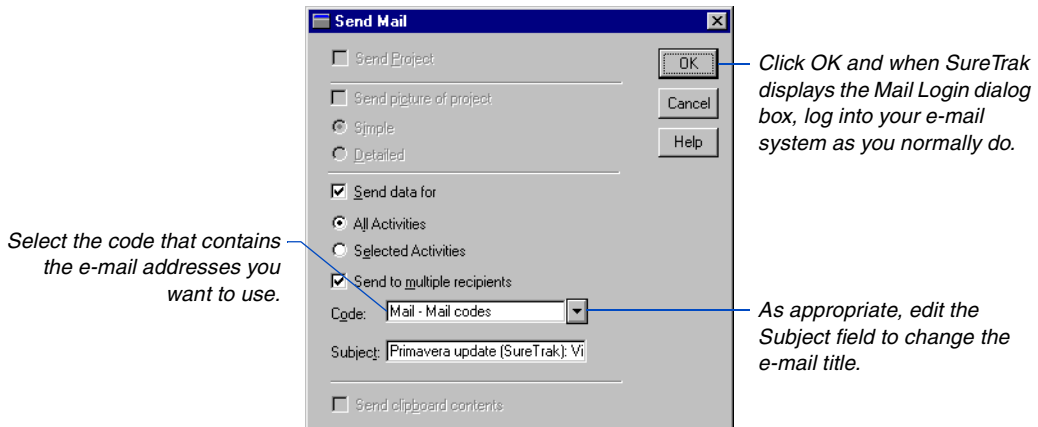 Send Mail
Send Project
OK
Click OK and when SureTrak
displays the Mail Login dialog
box, log into your e-mail
system as you normally do.
Send picture of project
Cancel
Simple
Help
Detailed
Send data for
All Activities
Select the code that contains
the e-mail addresses you
want to use.
Selected Activities
Send to multiple recipients
Code:
Mail - Mail codes
As appropriate, edit the
Subject field to change the
e-mail title.
Subject:
Primavera update (SureTrak): Vi
Send clipboard contents